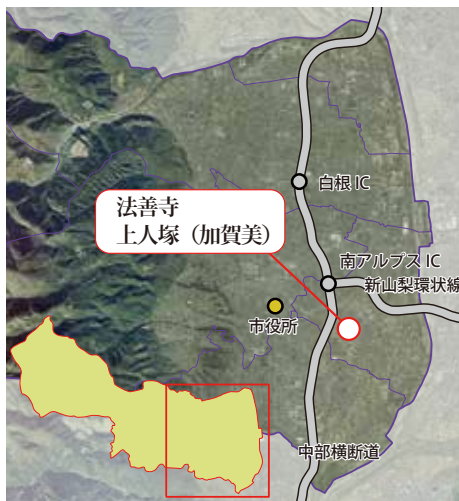 白根 IC
法善寺
上人塚（加賀美）
南アルプス IC
新山梨環状線
市役所
中部横断道